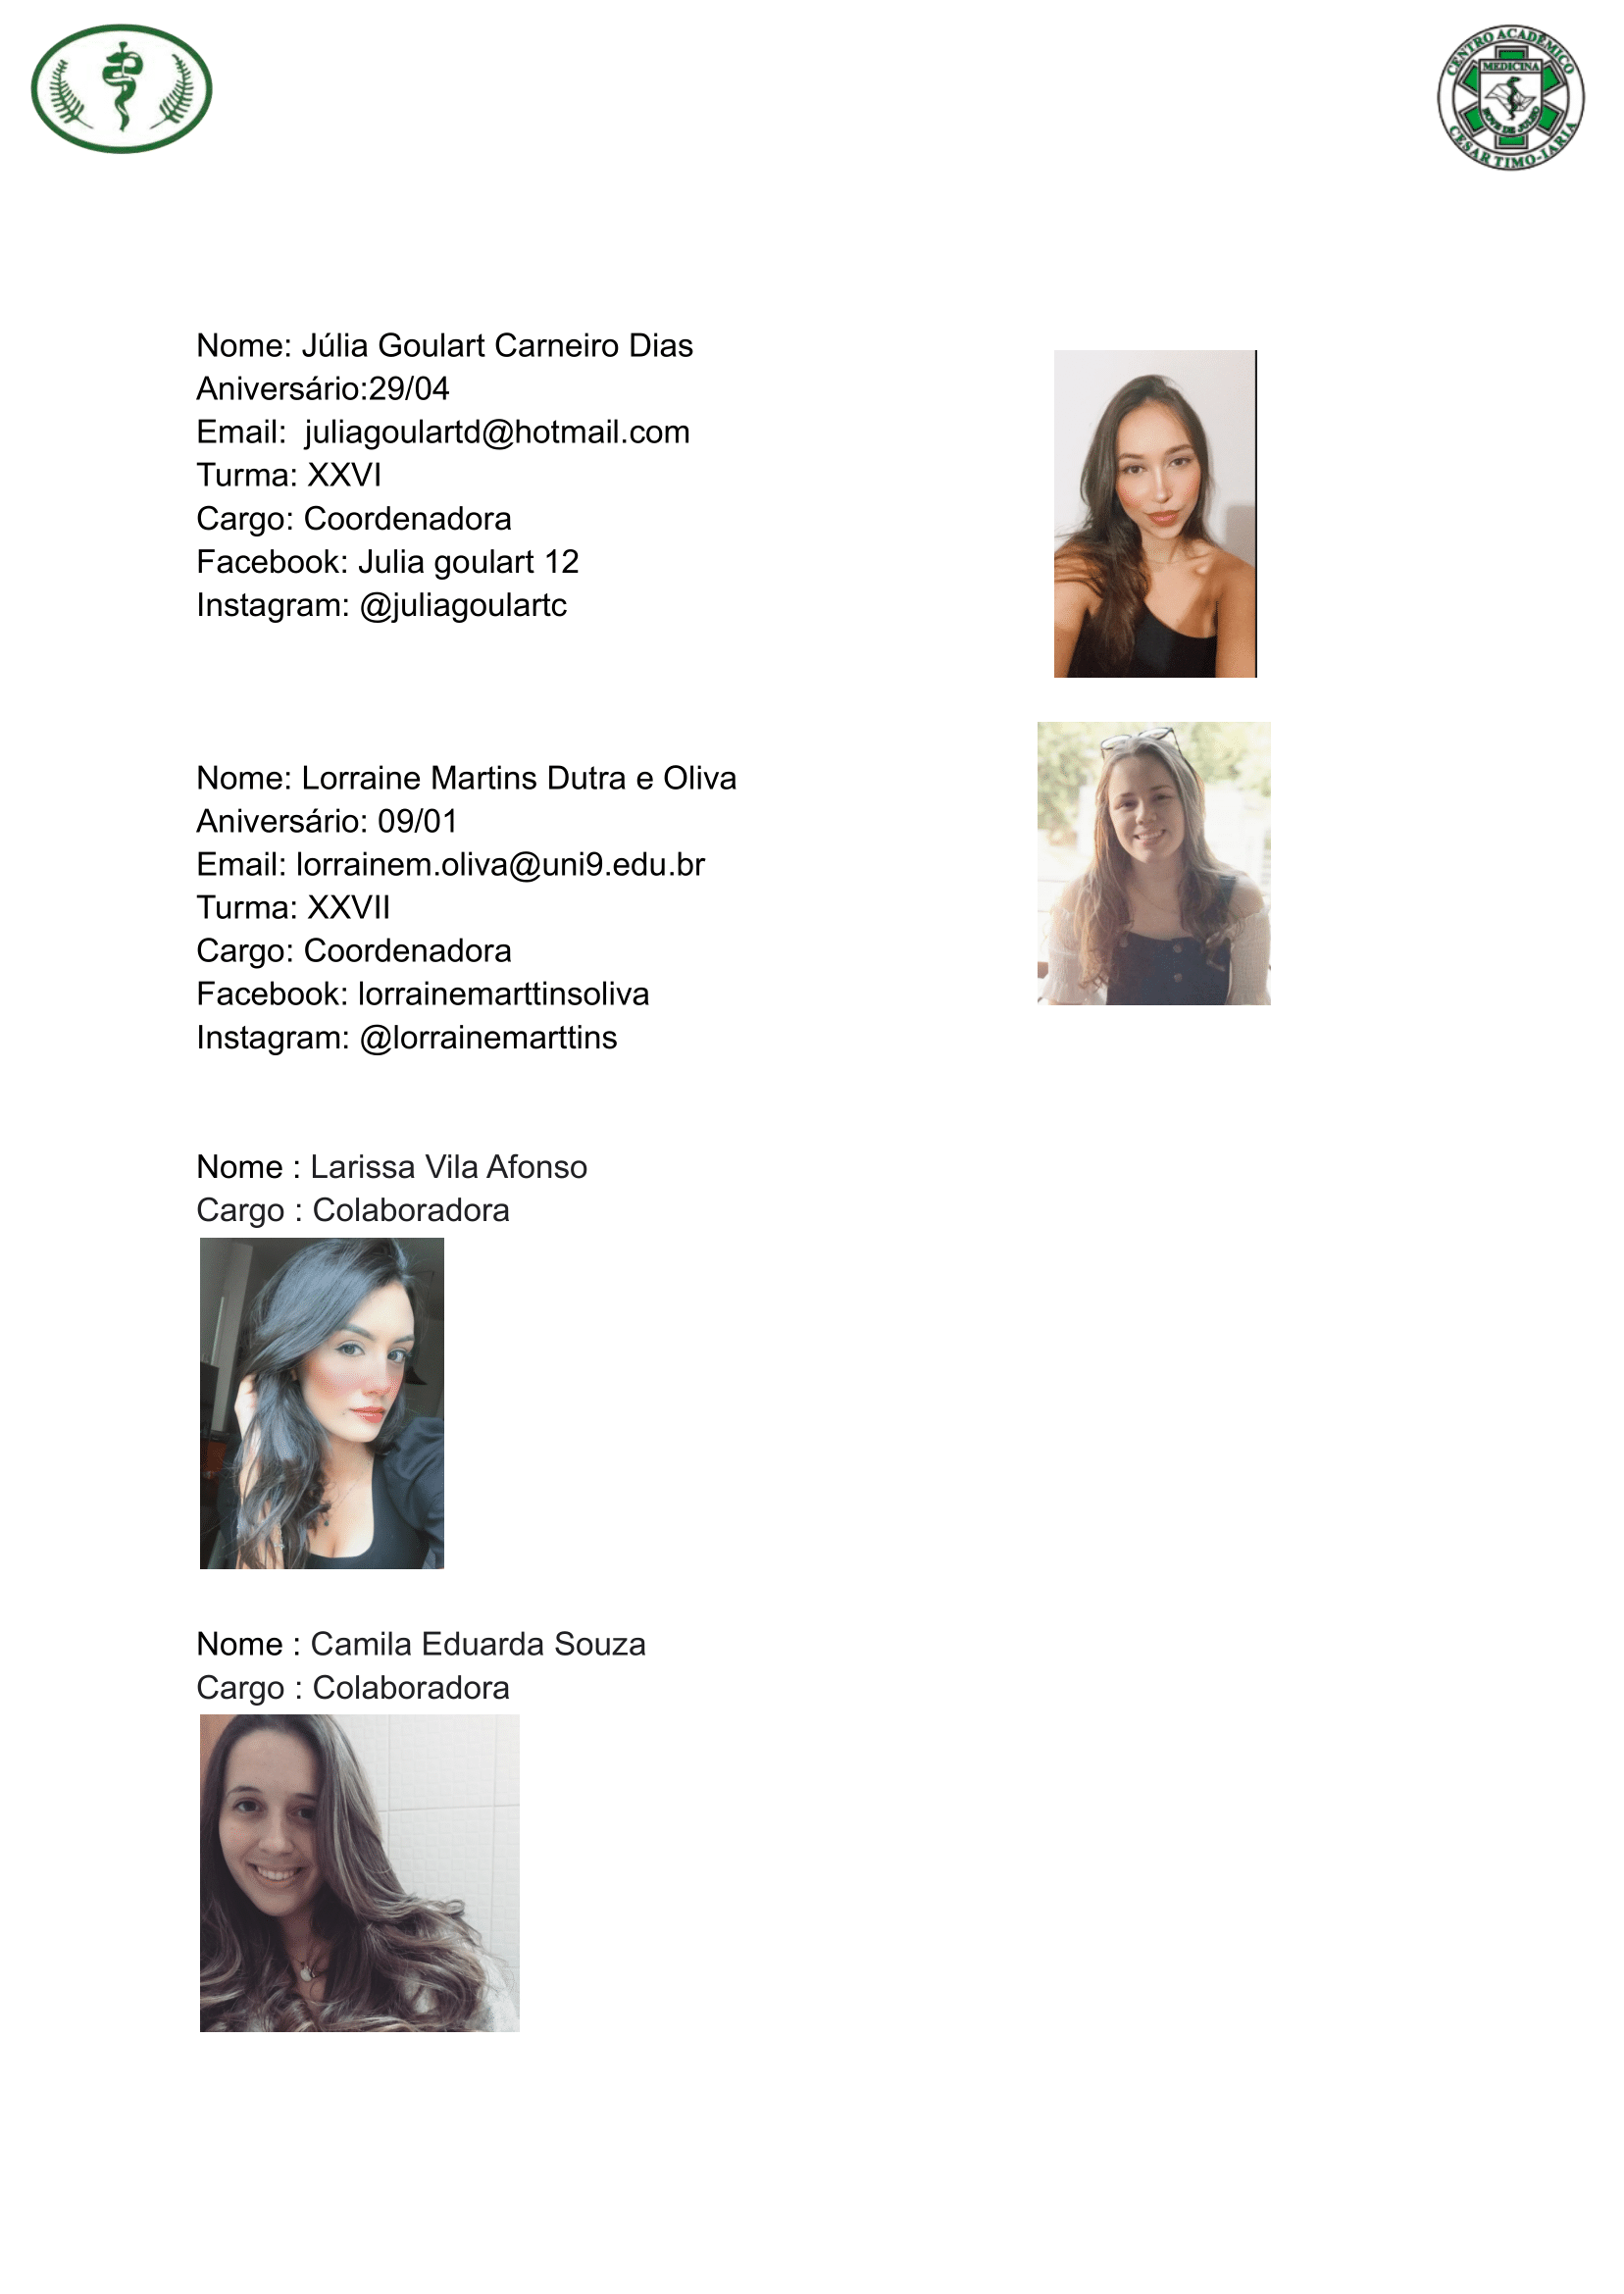 CENTRO ACADÊMICO
MEDICINA
NOVE DE JULHO
CESAR TIMO-IARIA
Nome: Júlia Goulart Carneiro Dias
Aniversário:29/04
Email:  juliagoulartd@hotmail.com
Turma: XXVI
Cargo: Coordenadora
Facebook: Julia goulart 12
Instagram: @juliagoulartc
Nome: Lorraine Martins Dutra e Oliva
Aniversário: 09/01
Email: lorrainem.oliva@uni9.edu.br
Turma: XXVII
Cargo: Coordenadora
Facebook: lorrainemarttinsoliva
Instagram: @lorrainemarttins
Nome : Larissa Vila Afonso
Cargo : Colaboradora
Nome : Camila Eduarda Souza
Cargo : Colaboradora